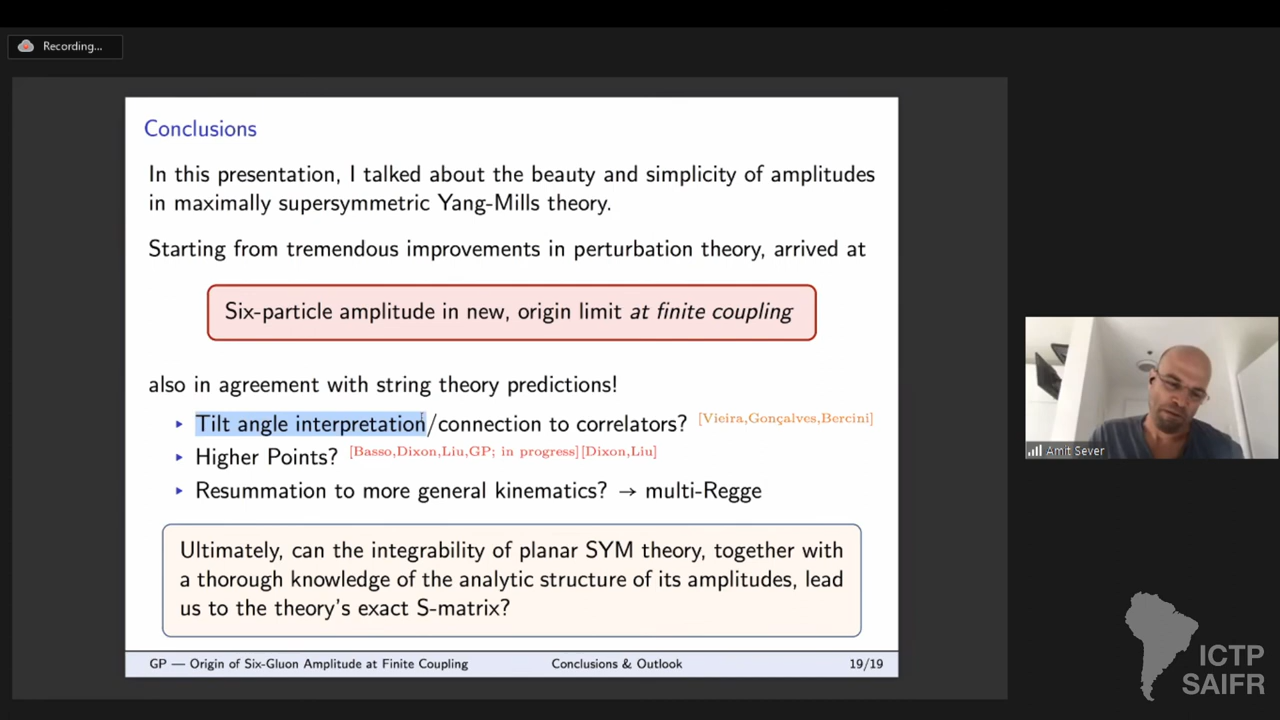 Recording...
Conclusions
In this presentation, I talked about the beauty and simplicity of amplitudes
in maximally supersymmetric Yang-Mills theory.
Starting from tremendous improvements in perturbation theory, arrived at
Six-particle amplitude in new, origin limit at finite coupling
also in agreement with string theory predictions!
▸ Tilt angle interpretation/connection to correlators? [Vieira,Gonçalves,Bercini]
▸ Higher Points? [Basso,Dixon,Liu,GP; in progress][Dixon,Liu]
▸ Resummation to more general kinematics? → multi-Regge
Ultimately, can the integrability of planar SYM theory, together with
a thorough knowledge of the analytic structure of its amplitudes, lead
us to the theory's exact S-matrix?
GP — Origin of Six-Gluon Amplitude at Finite Coupling Conclusions & Outlook 19/19
Amit Sever
ICTP
SAIFR